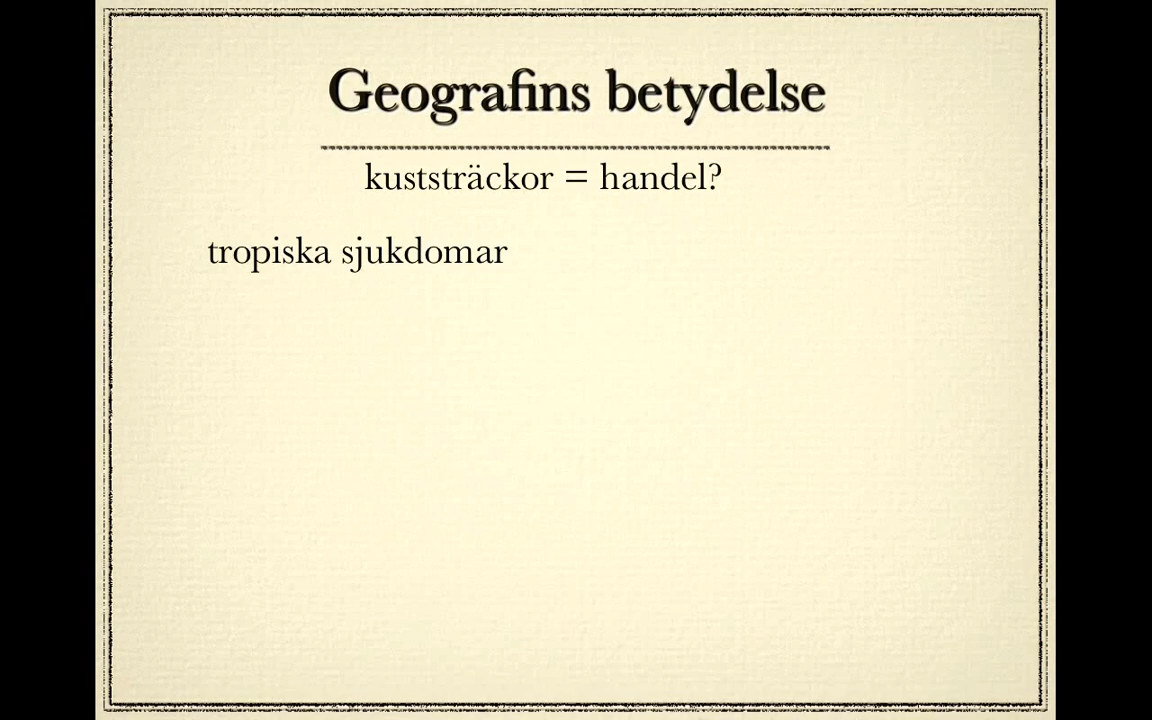 Geografins betydelse
kuststräckor = handel?
tropiska sjukdomar